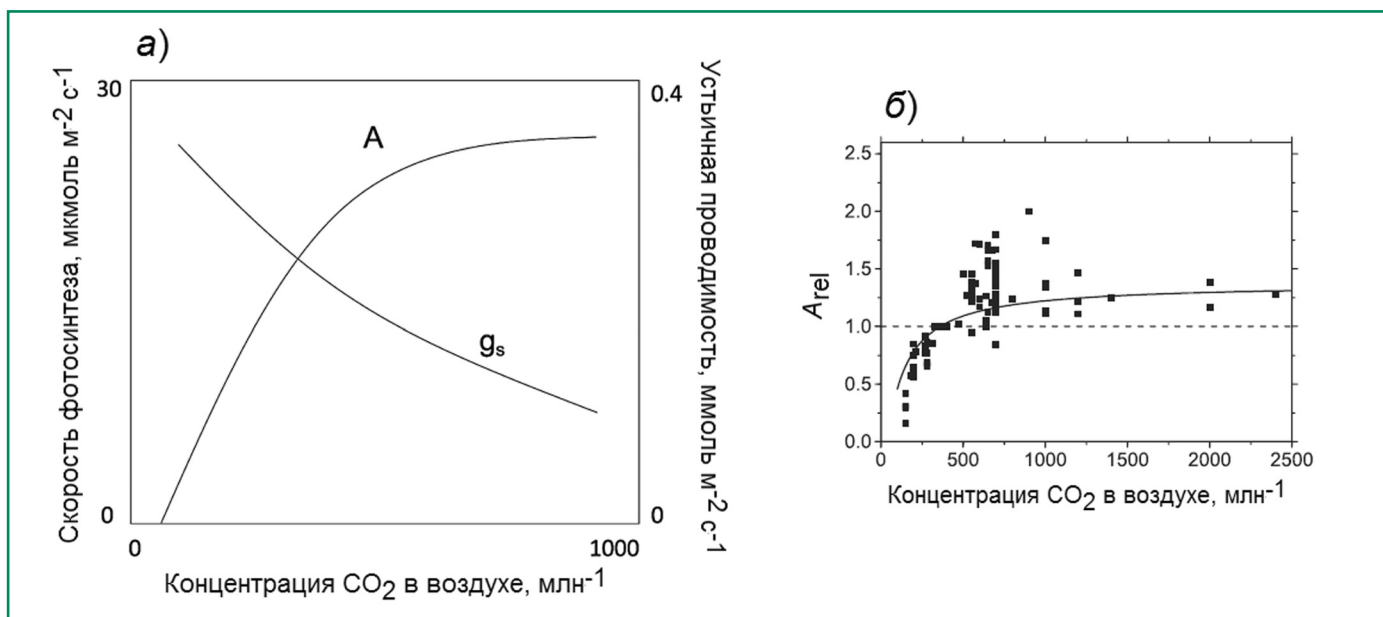 а)
Скорость фотосинтеза, мкмоль м-2 с-1
30
0
A
gs
Устьичная проводимость, ммоль м-2 с-1
0.4
0
0
1000
Концентрация CO2 в воздухе, млн-1
б)
Arel
2.5
2.0
1.5
1.0
0.5
0.0
0
500
1000
1500
2000
2500
Концентрация CO2 в воздухе, млн-1